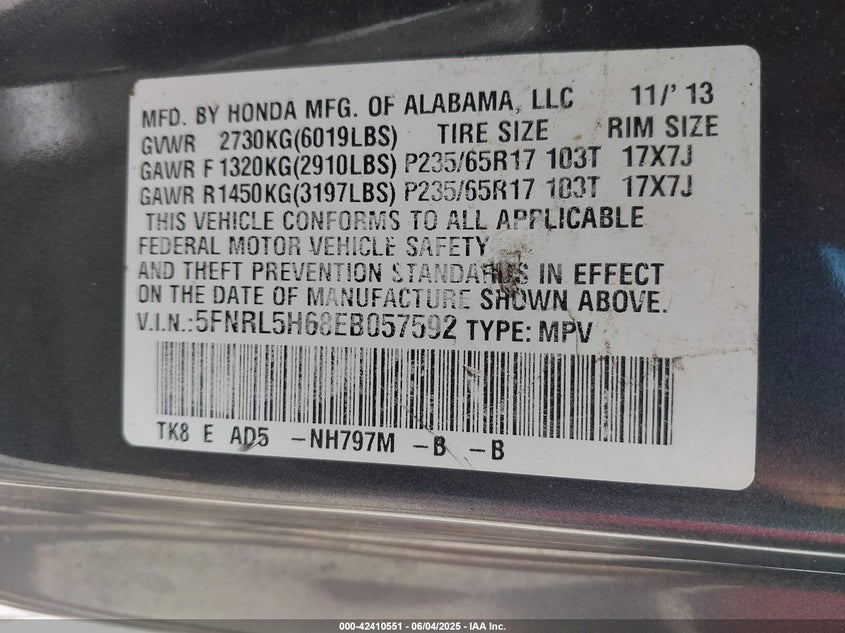 MFD. BY HONDA MFG. OF ALABAMA, LLC 11/' 13
GVWR 2730KG(6019LBS) TIRE SIZE RIM SIZE
GAWR F 1320KG(2910LBS) P235/65R17 103T 17X7J
GAWR R1450KG(3197LBS) P235/65R17 103T 17X7J
THIS VEHICLE CONFORMS TO ALL APPLICABLE
FEDERAL MOTOR VEHICLE SAFETY
AND THEFT PREVENTION STANDARDS IN EFFECT
ON THE DATE OF MANUFACTURE SHOWN ABOVE.
V.I.N.:5FNRL5H68EB057592 TYPE: MPV
TK8 E AD5 -NH797M -B -B
000-42410551 - 06/04/2025 - IAA Inc.